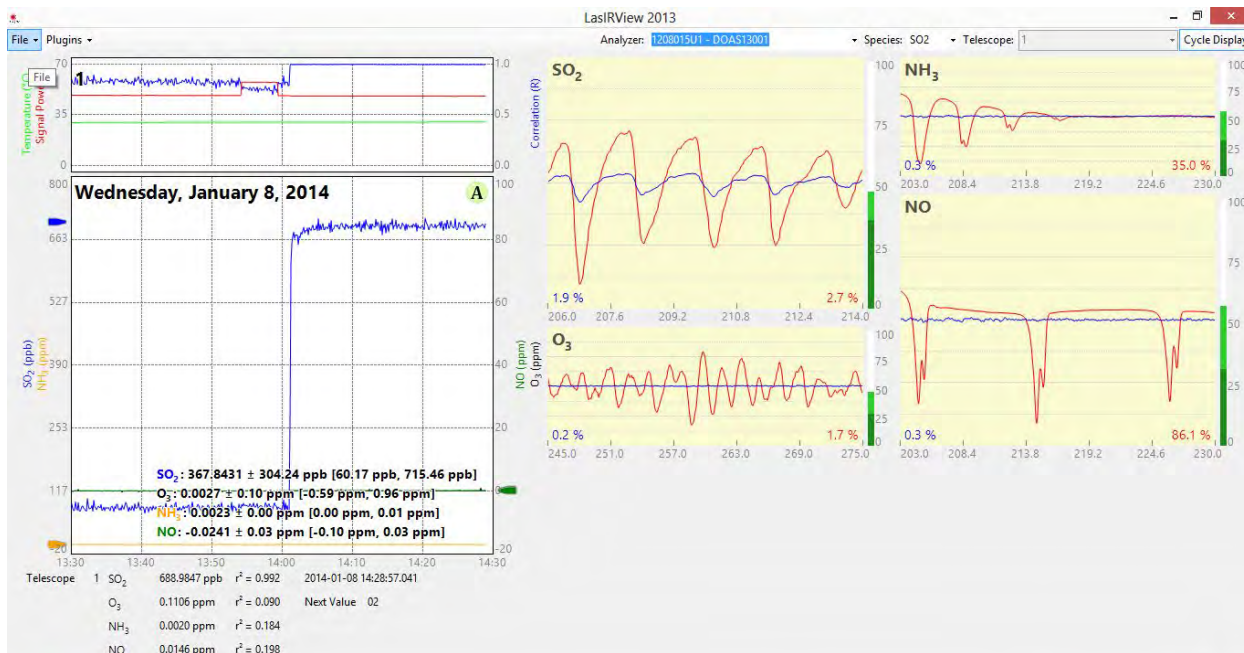 LasIRView 2013
File Plugins Analyzer: 1208015U1 - DOAS13001 Species: SO2 Telescope: 1 Cycle Display
File
Temperature (°C)
Signal Power
70
35
0
1
1.0
0.5
0.0
Correlation (R)
Wednesday, January 8, 2014 A
800
663
527
390
253
117
-20
SO2 (ppb)
NH3 (ppm)
100
80
60
40
20
0
-20
NO (ppm)
O3 (ppm)
SO2: 367.8431 ± 304.24 ppb [60.17 ppb, 715.46 ppb]
O3: 0.0027 ± 0.10 ppm [-0.59 ppm, 0.96 ppm]
NH3: 0.0023 ± 0.00 ppm [0.00 ppm, 0.01 ppm]
NO: -0.0241 ± 0.03 ppm [-0.10 ppm, 0.03 ppm]
13:30 13:40 13:50 14:00 14:10 14:20 14:30
Telescope 1 SO2 688.9847 ppb r² = 0.992 2014-01-08 14:28:57.041
O3 0.1106 ppm r² = 0.090 Next Value 02
NH3 0.0020 ppm r² = 0.184
NO 0.0146 ppm r² = 0.198
SO2
100
75
50
25
0
1.9 % 2.7 %
206.0 207.6 209.2 210.8 212.4 214.0
O3
100
75
50
25
0
0.2 % 1.7 %
245.0 251.0 257.0 263.0 269.0 275.0
NH3
100
75
50
25
0
0.3 % 35.0 %
203.0 208.4 213.8 219.2 224.6 230.0
NO
100
75
50
25
0
0.3 % 86.1 %
203.0 208.4 213.8 219.2 224.6 230.0